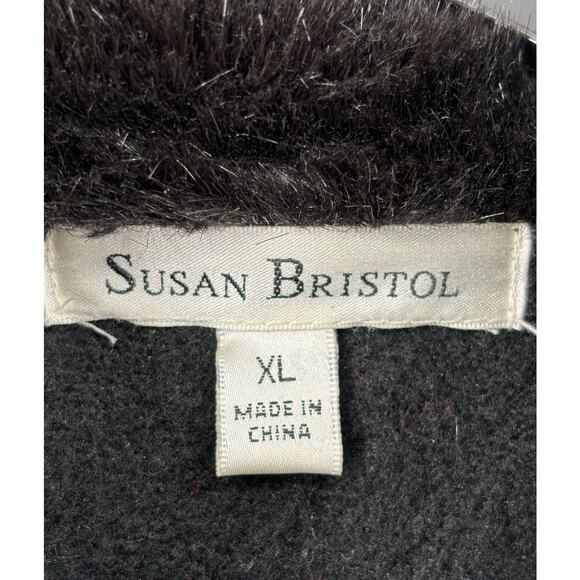 SUSAN BRISTOL
XL
MADE IN
CHINA